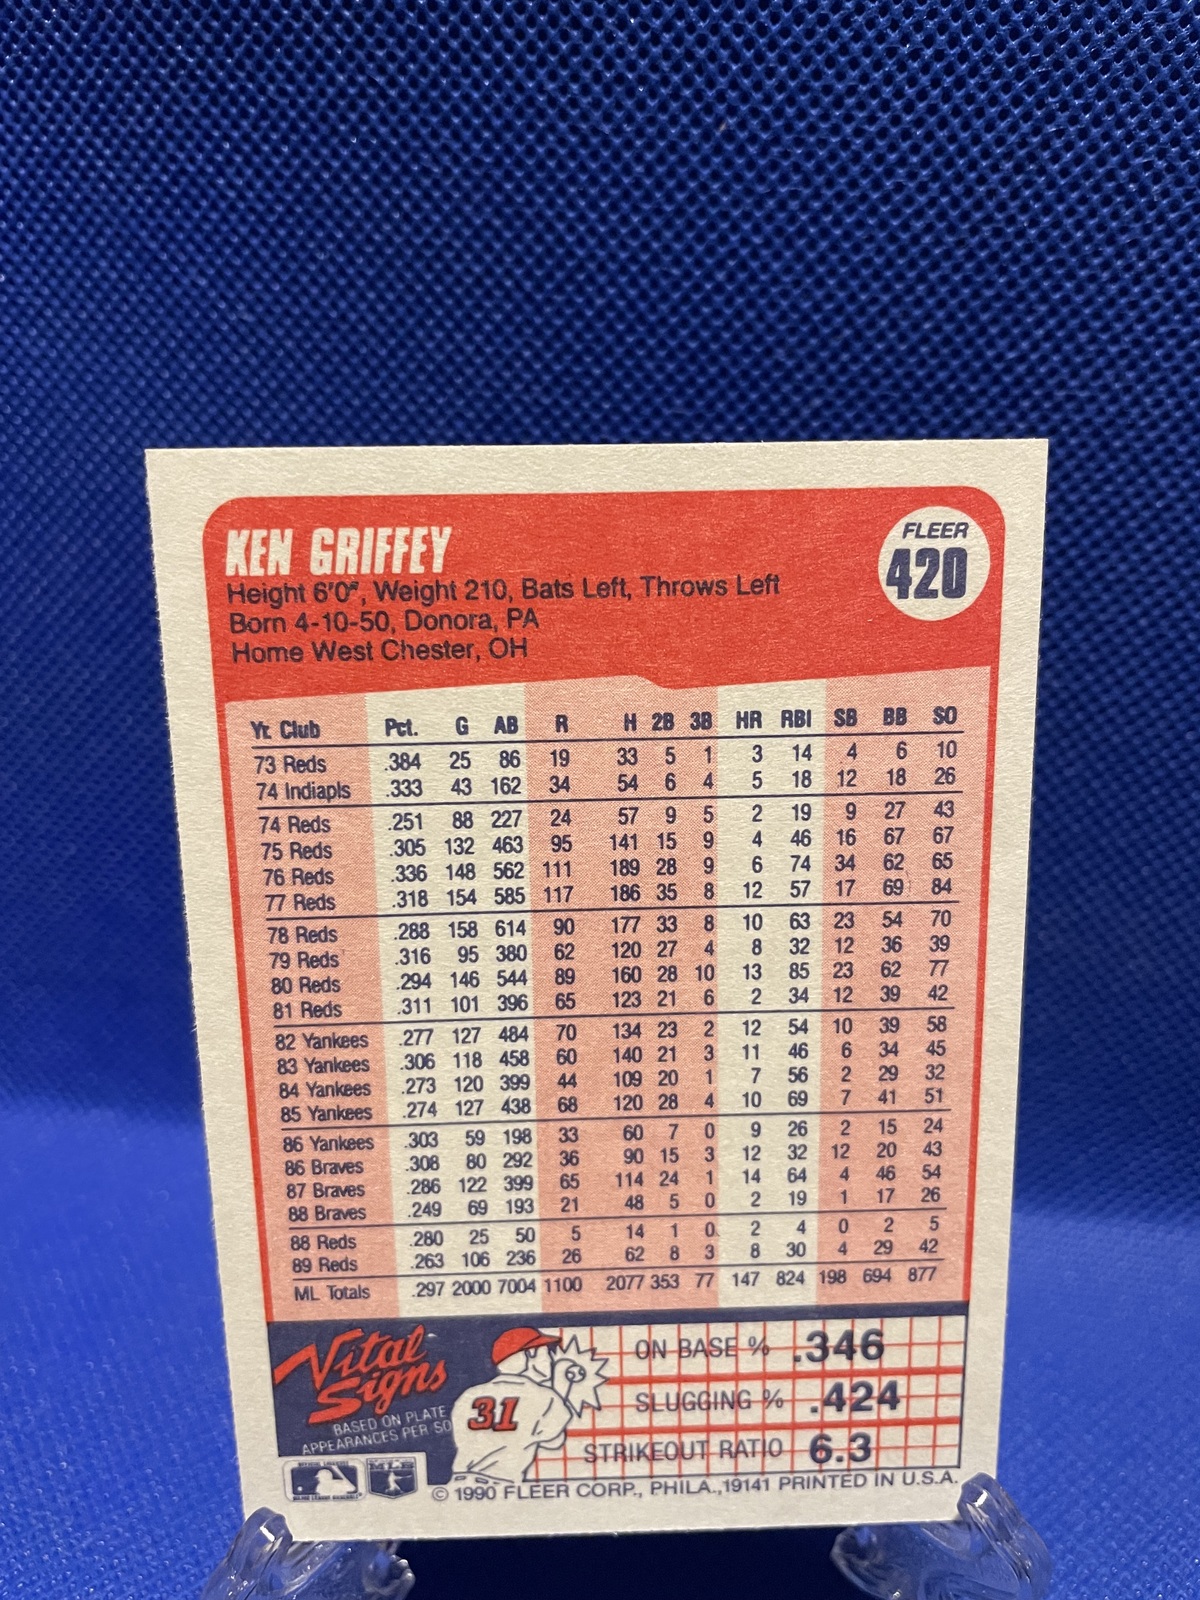 KEN GRIFFEY
FLEER
420
Height 6'0", Weight 210, Bats Left, Throws Left
Born 4-10-50, Donora, PA
Home West Chester, OH
Yr. Club Pct. G AB R H 2B 3B HR RBI SB BB SO
73 Reds .384 25 86 19 33 5 1 3 14 4 6 10
74 Indiapls .333 43 162 34 54 6 4 5 18 12 18 26
74 Reds .251 88 227 24 57 9 5 2 19 9 27 43
75 Reds .305 132 463 95 141 15 9 4 46 16 67 67
76 Reds .336 148 562 111 189 28 9 6 74 34 62 65
77 Reds .318 154 585 117 186 35 8 12 57 17 69 84
78 Reds .288 158 614 90 177 33 8 10 63 23 54 70
79 Reds .316 95 380 62 120 27 4 8 32 12 36 39
80 Reds .294 146 544 89 160 28 10 13 85 23 62 77
81 Reds .311 101 396 65 123 21 6 2 34 12 39 42
82 Yankees .277 127 484 70 134 23 2 12 54 10 39 58
83 Yankees .306 118 458 60 140 21 3 11 46 6 34 45
84 Yankees .273 120 399 44 109 20 1 7 56 2 29 32
85 Yankees .274 127 438 68 120 28 4 10 69 7 41 51
86 Yankees .303 59 198 33 60 7 0 9 26 2 15 24
86 Braves .308 80 292 36 90 15 3 12 32 12 20 43
87 Braves .286 122 399 65 114 24 1 14 64 4 46 54
88 Braves .249 69 193 21 48 5 0 2 19 1 17 26
88 Reds .280 25 50 5 14 1 0 2 4 0 2 5
89 Reds .263 106 236 26 62 8 3 8 30 4 29 42
ML Totals .297 2000 7004 1100 2077 353 77 147 824 198 694 877
Vital
Signs
BASED ON PLATE
APPEARANCES PER SO
31
ON BASE % .346
SLUGGING % .424
STRIKEOUT RATIO 6.3
© 1990 FLEER CORP., PHILA., 19141 PRINTED IN U.S.A.